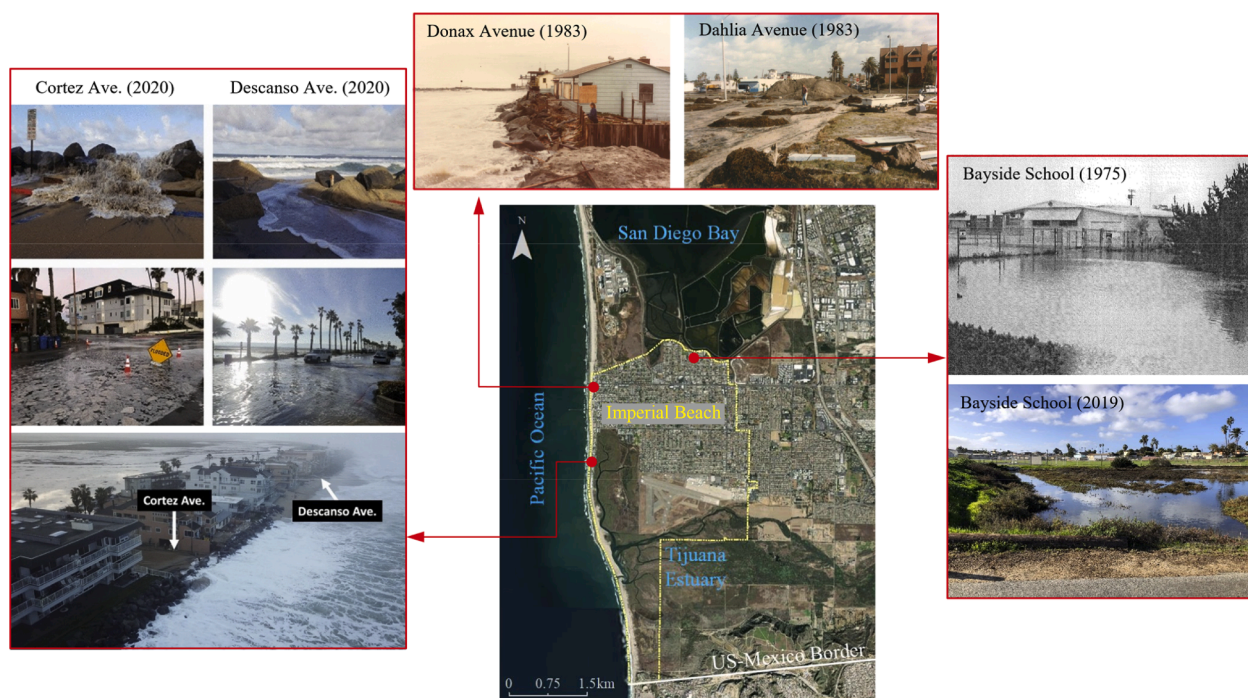 Donax Avenue (1983)
Dahlia Avenue (1983)
Cortez Ave. (2020)
Descanso Ave. (2020)
FLOODED
Cortez Ave.
Descanso Ave.
N
San Diego Bay
Imperial Beach
Pacific Ocean
Tijuana
Estuary
US-Mexico Border
0 0.75 1.5km
Bayside School (1975)
Bayside School (2019)